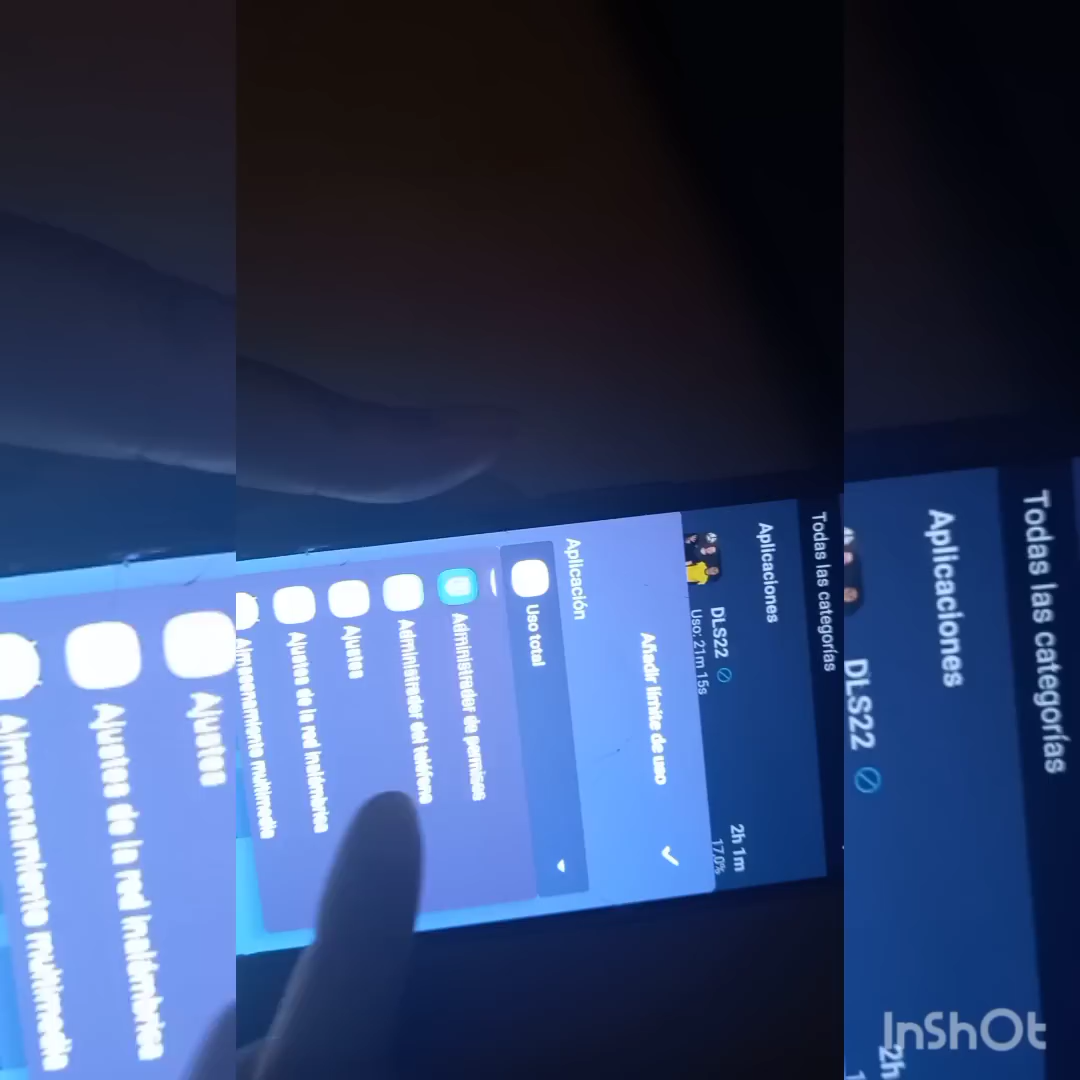 Todas las categorías
Aplicaciones
DLS22
Uso: 21m 15s
2h 1m
17.0%
Añadir límite de uso
Aplicación
Uso total
Administrador de permisos
Administrador del teléfono
Ajustes
Ajustes de la red inalámbrica
Almacenamiento multimedia
Ajustes
Ajustes de la red inalámbrica
Almacenamiento multimedia
Todas las categorías
Aplicaciones
DLS22
2h
InShOt